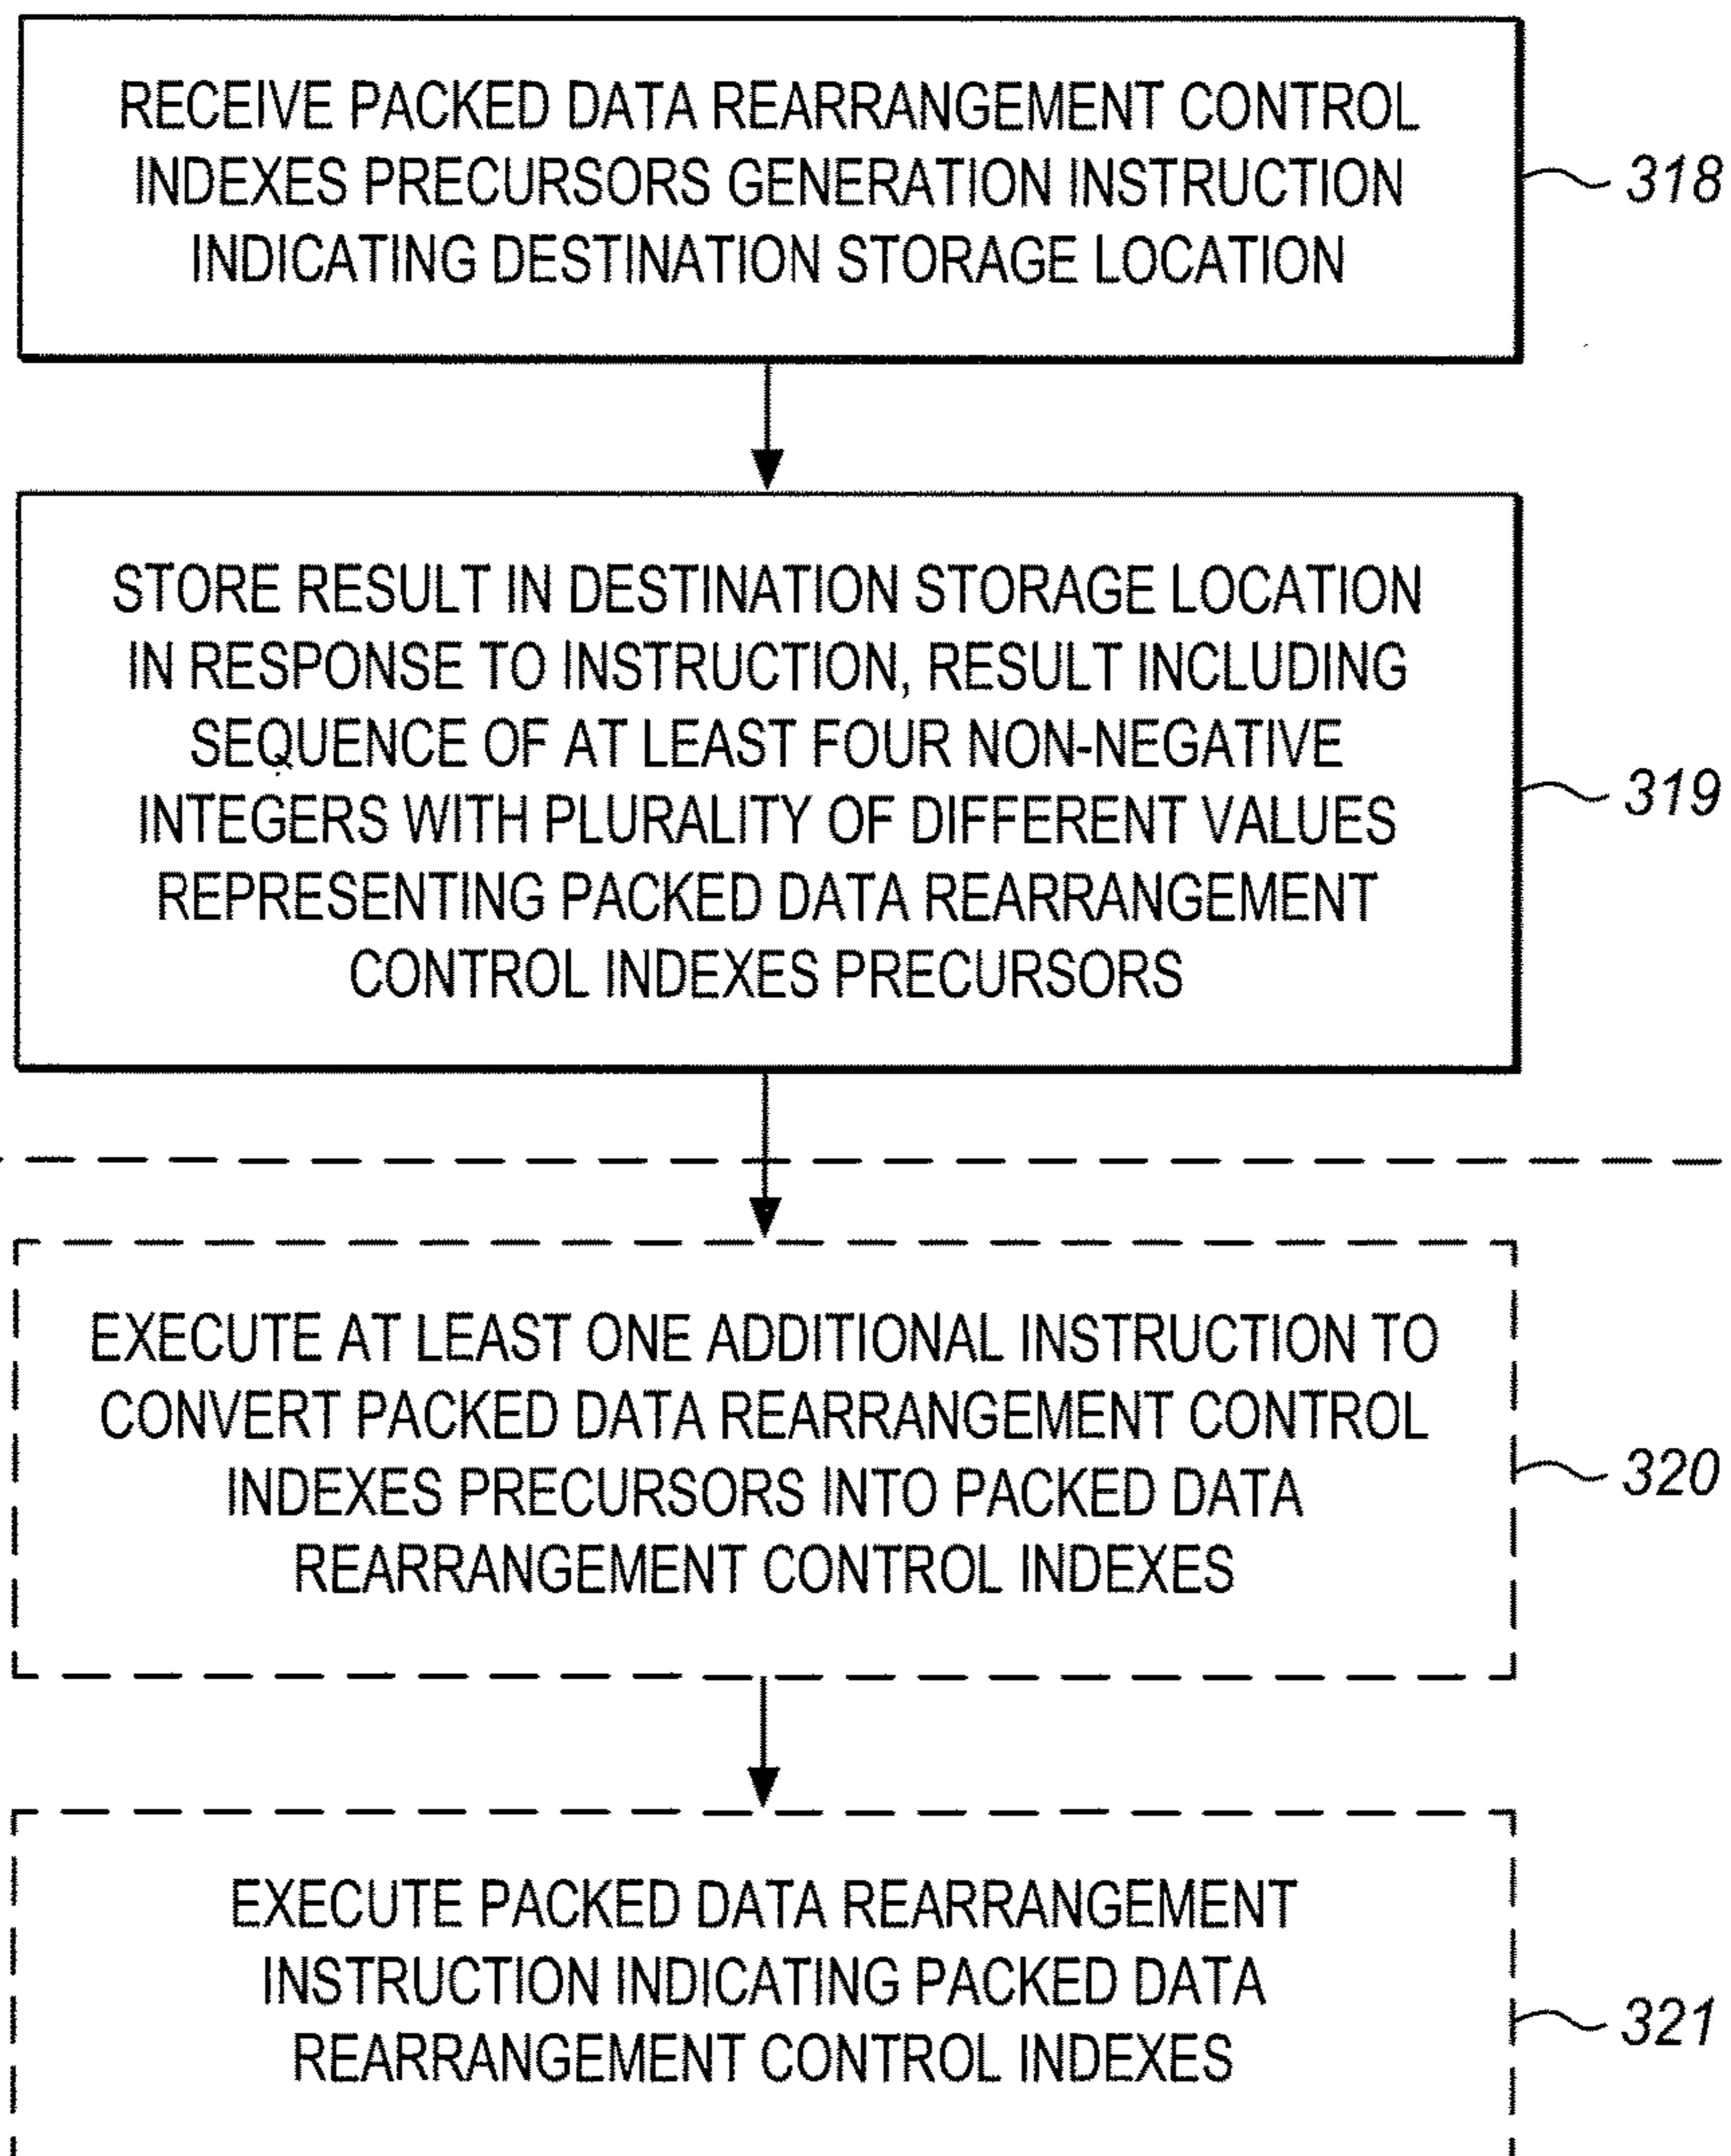 RECEIVE PACKED DATA REARRANGEMENT CONTROL
INDEXES PRECURSORS GENERATION INSTRUCTION
INDICATING DESTINATION STORAGE LOCATION
318
STORE RESULT IN DESTINATION STORAGE LOCATION
IN RESPONSE TO INSTRUCTION, RESULT INCLUDING
SEQUENCE OF AT LEAST FOUR NON-NEGATIVE
INTEGERS WITH PLURALITY OF DIFFERENT VALUES
REPRESENTING PACKED DATA REARRANGEMENT
CONTROL INDEXES PRECURSORS
319
EXECUTE AT LEAST ONE ADDITIONAL INSTRUCTION TO
CONVERT PACKED DATA REARRANGEMENT CONTROL
INDEXES PRECURSORS INTO PACKED DATA
REARRANGEMENT CONTROL INDEXES
320
EXECUTE PACKED DATA REARRANGEMENT
INSTRUCTION INDICATING PACKED DATA
REARRANGEMENT CONTROL INDEXES
321